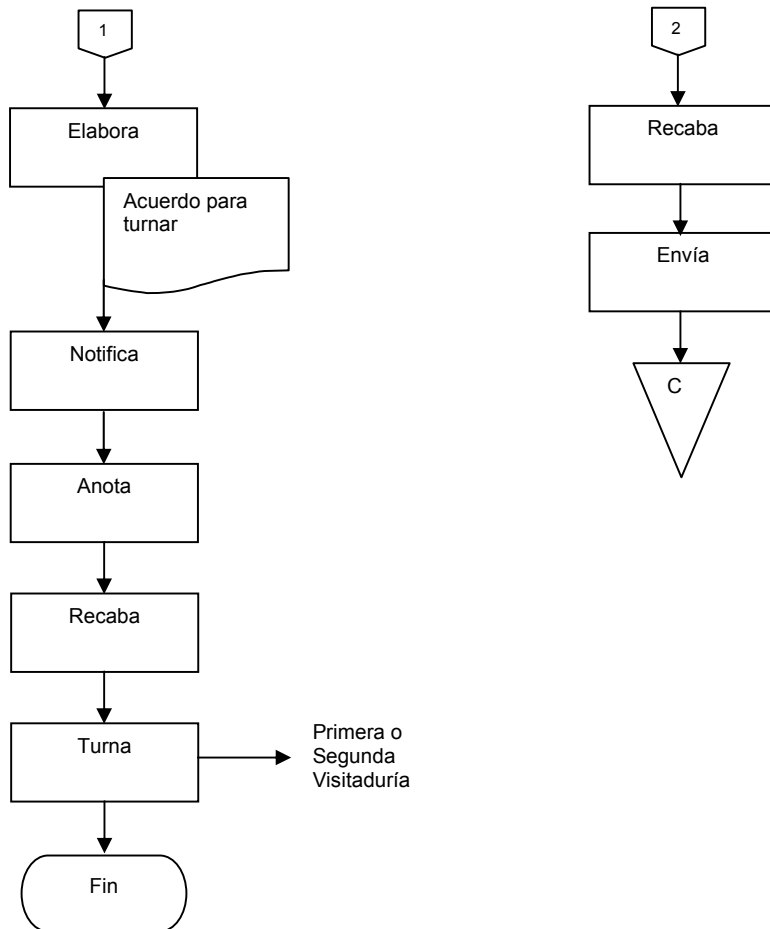 1
Elabora
Acuerdo para
turnar
Notifica
Anota
Recaba
Turna
Primera o
Segunda
Visitaduría
Fin
2
Recaba
Envía
C